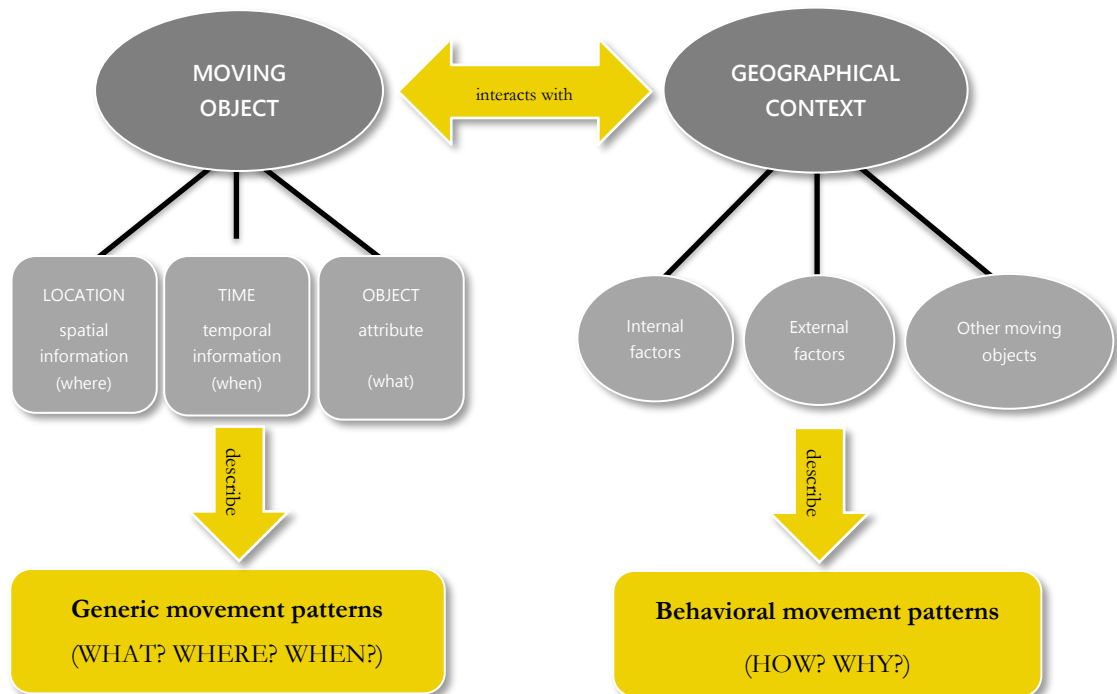 MOVING
OBJECT
interacts with
GEOGRAPHICAL
CONTEXT
LOCATION
spatial
information
(where)
TIME
temporal
information
(when)
OBJECT
attribute
(what)
Internal
factors
External
factors
Other moving
objects
describe
describe
Generic movement patterns
(WHAT? WHERE? WHEN?)
Behavioral movement patterns
(HOW? WHY?)